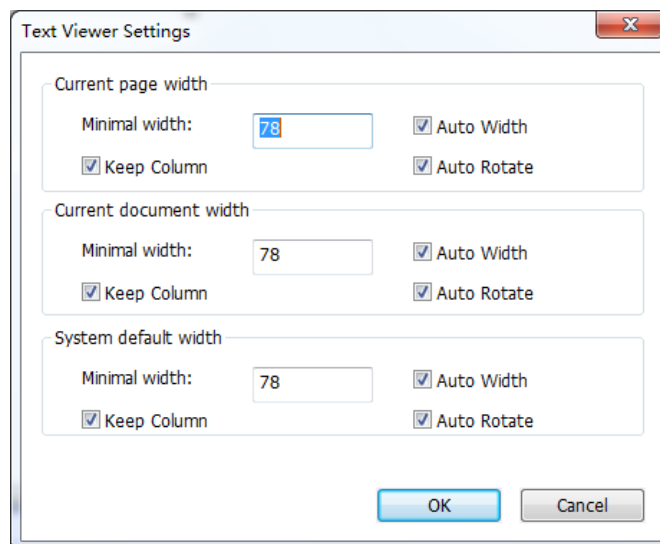 Text Viewer Settings
Current page width
Minimal width: 78 Auto Width
Keep Column Auto Rotate
Current document width
Minimal width: 78 Auto Width
Keep Column Auto Rotate
System default width
Minimal width: 78 Auto Width
Keep Column Auto Rotate
OK Cancel